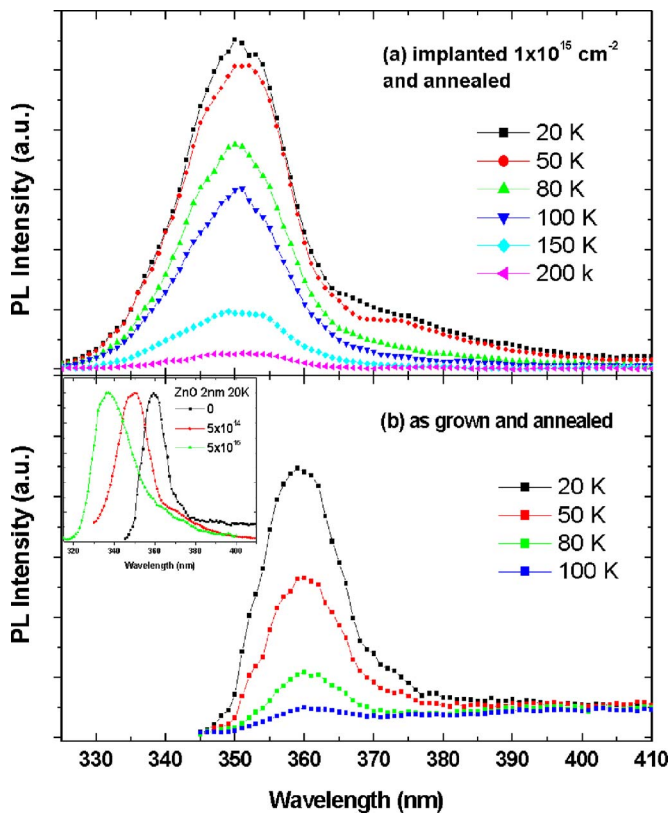 PL Intensity (a.u.)
(a) implanted 1x10¹⁵ cm⁻²
and annealed
20 K
50 K
80 K
100 K
150 K
200 k
PL Intensity (a.u.)
ZnO 2nm 20K
0
5x10¹⁴
5x10¹⁵
320 340 360 380 400
Wavelength (nm)
(b) as grown and annealed
20 K
50 K
80 K
100 K
330 340 350 360 370 380 390 400 410
Wavelength (nm)